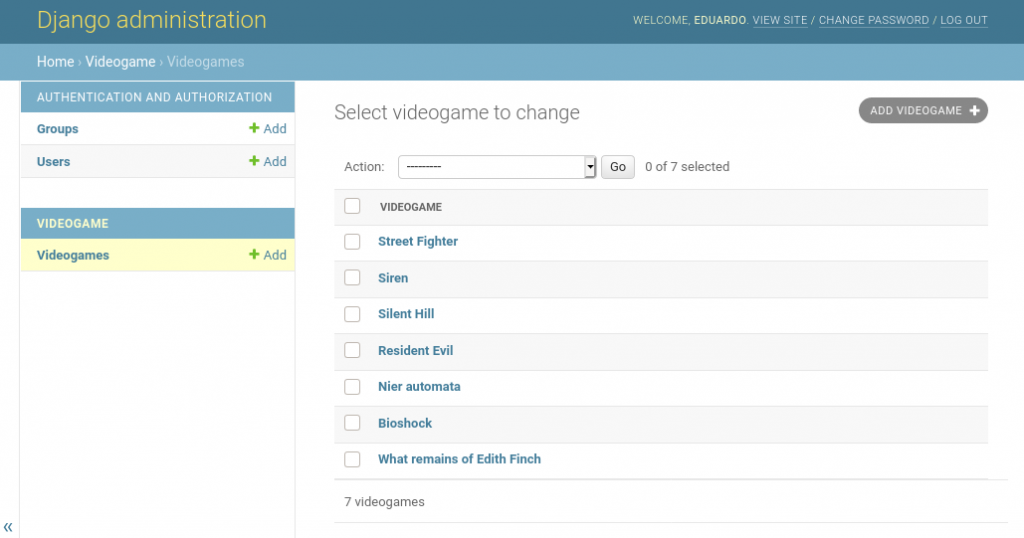 Django administration
WELCOME, EDUARDO. VIEW SITE / CHANGE PASSWORD / LOG OUT
Home › Videogame › Videogames
AUTHENTICATION AND AUTHORIZATION
Groups + Add
Users + Add
VIDEOGAME
Videogames + Add
«
Select videogame to change
ADD VIDEOGAME +
Action: --------- Go 0 of 7 selected
VIDEOGAME
Street Fighter
Siren
Silent Hill
Resident Evil
Nier automata
Bioshock
What remains of Edith Finch
7 videogames